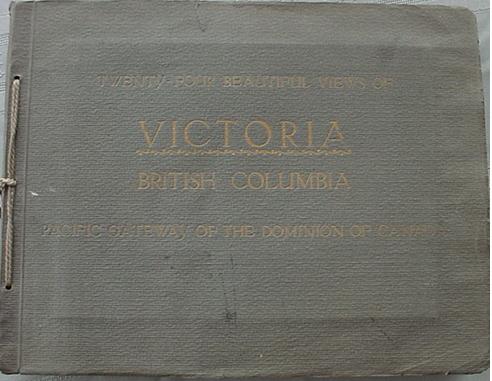 TWENTY FOUR BEAUTIFUL VIEWS OF
VICTORIA
BRITISH COLUMBIA
PACIFIC GATEWAY OF THE DOMINION OF CANADA